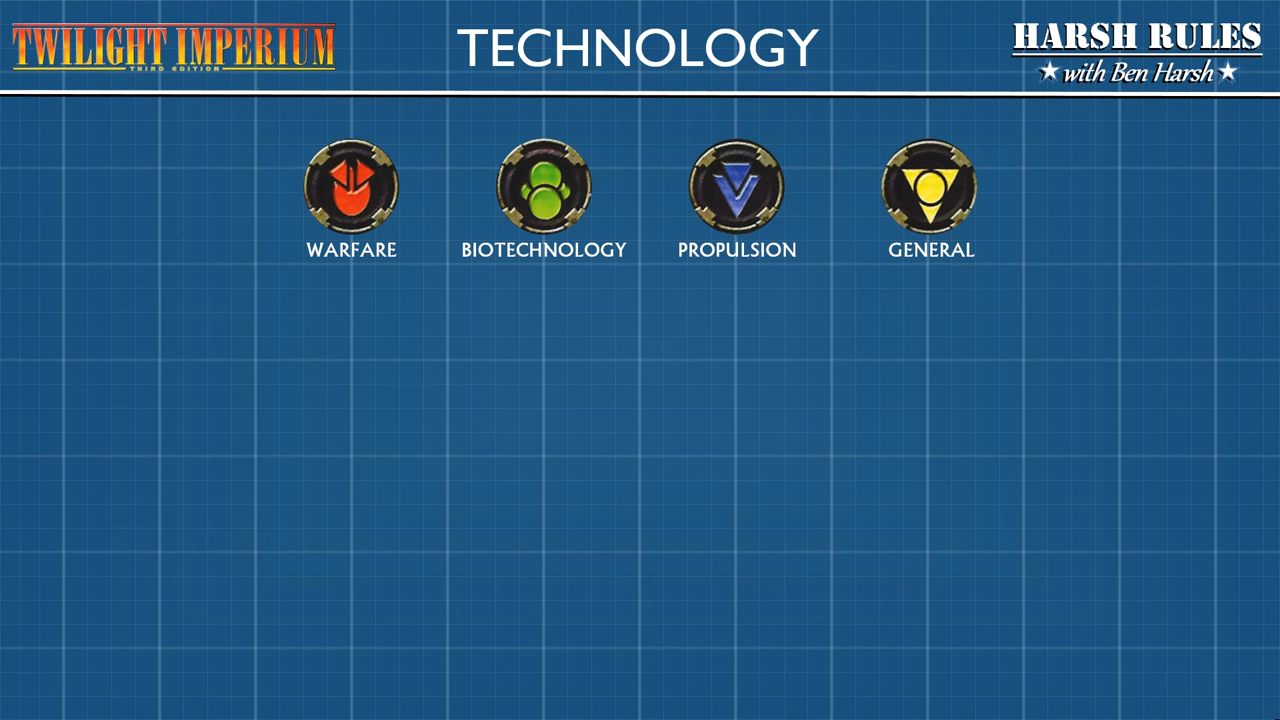 TWILIGHT IMPERIUM
THIRD EDITION
TECHNOLOGY
HARSH RULES
with Ben Harsh
WARFARE
BIOTECHNOLOGY
PROPULSION
GENERAL